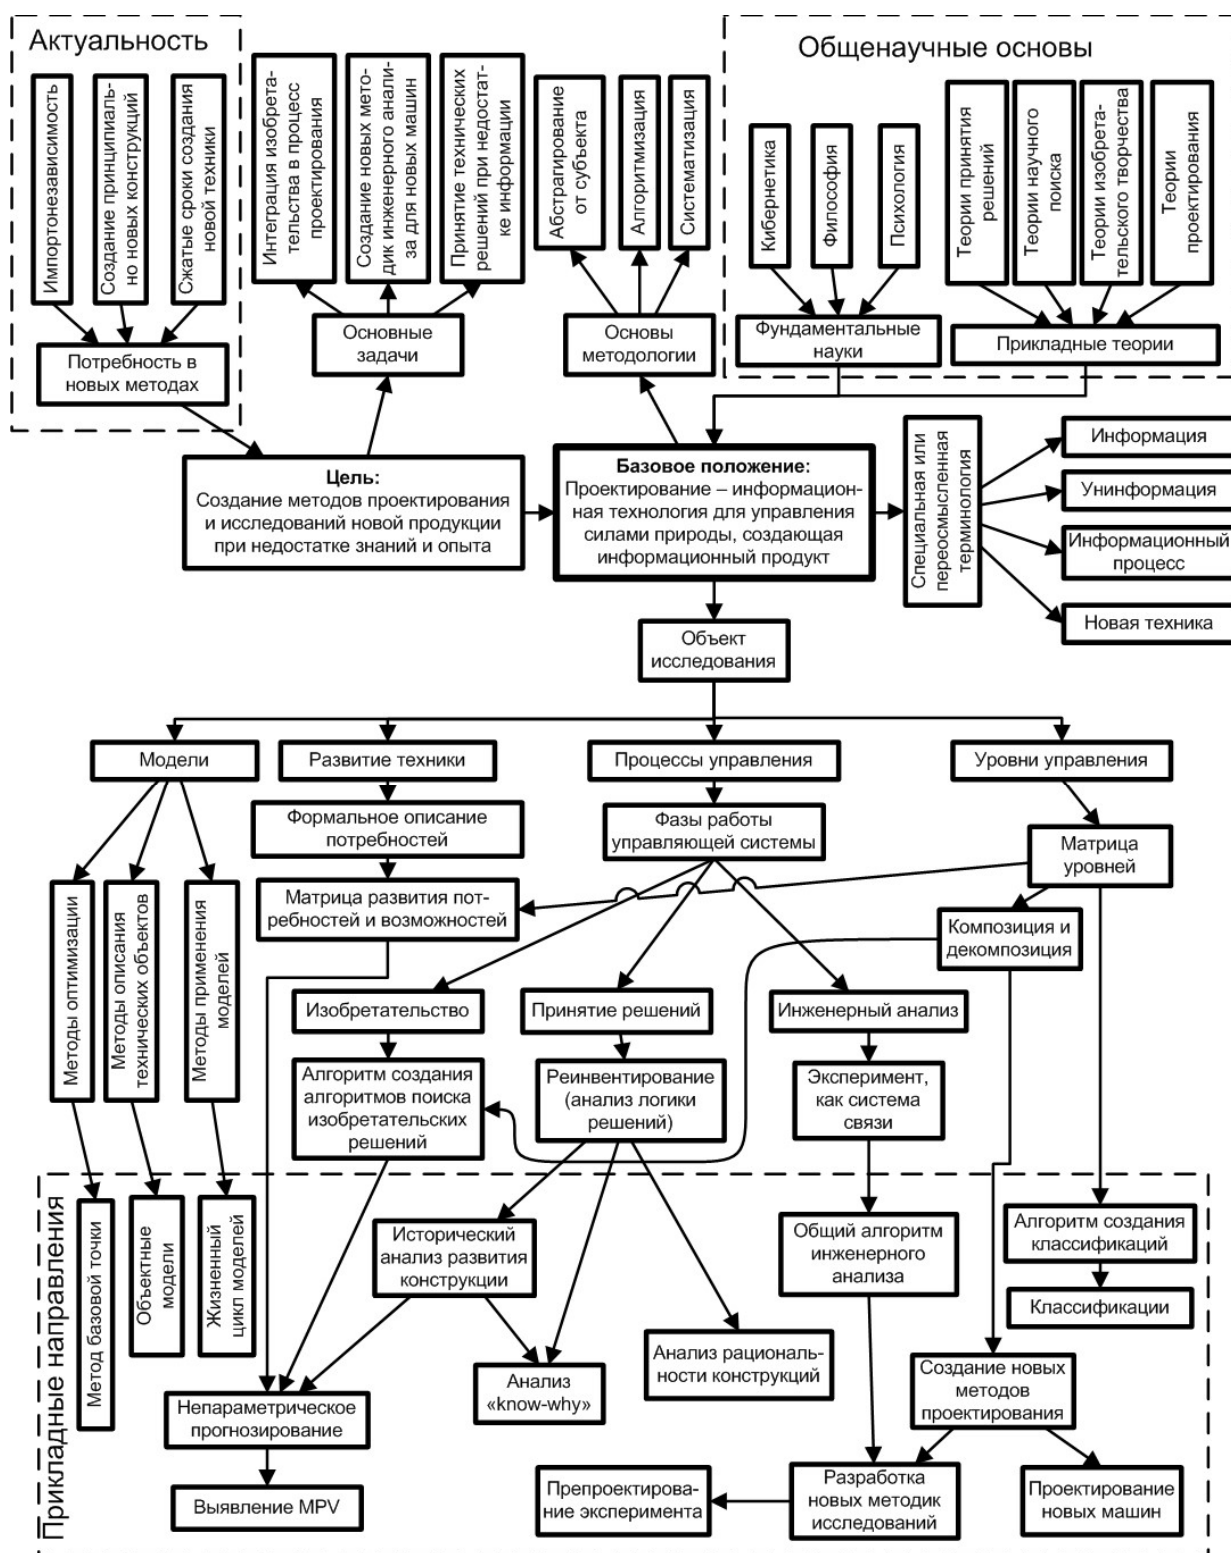 Актуальность
Импортонезависимость
Создание принципиаль-
но новых конструкций
Сжатые сроки создания
новой техники
Потребность в
новых методах
Интеграция изобрета-
тельства в процесс
проектирования
Создание новых мето-
дик инженерного анали-
за для новых машин
Принятие технических
решений при недостат-
ке информации
Основные
задачи
Абстрагирование
от субъекта
Алгоритмизация
Систематизация
Основы
методологии
Общенаучные основы
Кибернетика
Философия
Психология
Фундаментальные
науки
Теории принятия
решений
Теории научного
поиска
Теории изобрета-
тельского творчества
Теории
проектирования
Прикладные теории
Цель:
Создание методов проектирования
и исследований новой продукции
при недостатке знаний и опыта
Базовое положение:
Проектирование – информацион-
ная технология для управления
силами природы, создающая
информационный продукт
Специальная или
переосмысленная
терминология
Информация
Унинформация
Информационный
процесс
Новая техника
Объект
исследования
Модели
Развитие техники
Процессы управления
Уровни управления
Формальное описание
потребностей
Фазы работы
управляющей системы
Матрица
уровней
Методы оптимизации
Методы описания
технических объектов
Методы применения
моделей
Матрица развития пот-
ребностей и возможностей
Композиция и
декомпозиция
Изобретательство
Принятие решений
Инженерный анализ
Алгоритм создания
алгоритмов поиска
изобретательских
решений
Реинвентирование
(анализ логики
решений)
Эксперимент,
как система
связи
Прикладные направления
Метод базовой точки
Объектные
модели
Жизненный
цикл моделей
Исторический
анализ развития
конструкции
Общий алгоритм
инженерного
анализа
Алгоритм создания
классификаций
Классификации
Анализ рациональ-
ности конструкций
Анализ
«know-why»
Создание новых
методов
проектирования
Непараметрическое
прогнозирование
Выявление MPV
Препроектирова-
ние эксперимента
Разработка
новых методик
исследований
Проектирование
новых машин